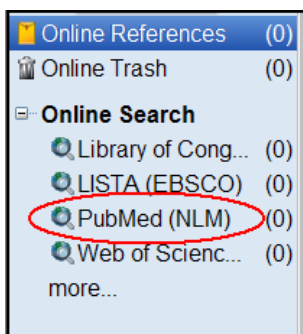 Online References (0)
Online Trash (0)
Online Search
Library of Cong... (0)
LISTA (EBSCO) (0)
PubMed (NLM) (0)
Web of Scienc... (0)
more...